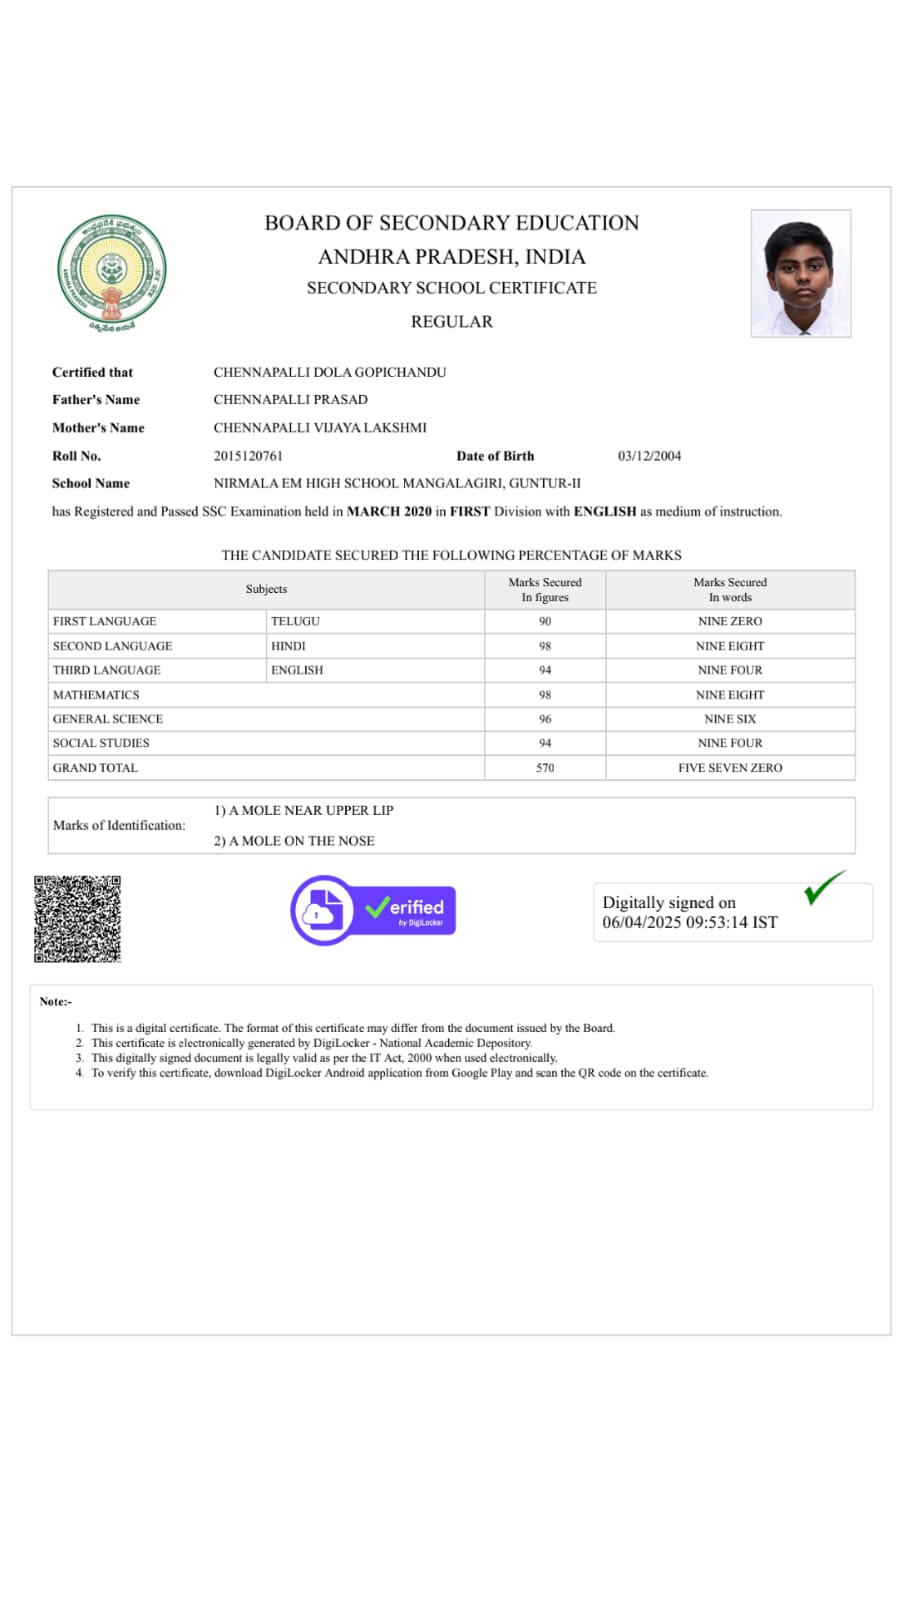 BOARD OF SECONDARY EDUCATION
ANDHRA PRADESH, INDIA
SECONDARY SCHOOL CERTIFICATE
REGULAR
ANDHRA PRADESH
సత్యమేవ జయతే
Certified that CHENNAPALLI DOLA GOPICHANDU
Father's Name CHENNAPALLI PRASAD
Mother's Name CHENNAPALLI VIJAYA LAKSHMI
Roll No. 2015120761 Date of Birth 03/12/2004
School Name NIRMALA EM HIGH SCHOOL MANGALAGIRI, GUNTUR-II
has Registered and Passed SSC Examination held in MARCH 2020 in FIRST Division with ENGLISH as medium of instruction.
THE CANDIDATE SECURED THE FOLLOWING PERCENTAGE OF MARKS
Subjects Marks Secured In figures Marks Secured In words
FIRST LANGUAGE TELUGU 90 NINE ZERO
SECOND LANGUAGE HINDI 98 NINE EIGHT
THIRD LANGUAGE ENGLISH 94 NINE FOUR
MATHEMATICS 98 NINE EIGHT
GENERAL SCIENCE 96 NINE SIX
SOCIAL STUDIES 94 NINE FOUR
GRAND TOTAL 570 FIVE SEVEN ZERO
Marks of Identification:
1) A MOLE NEAR UPPER LIP
2) A MOLE ON THE NOSE
erified
by DigiLocker
Digitally signed on
06/04/2025 09:53:14 IST
Note:-
1. This is a digital certificate. The format of this certificate may differ from the document issued by the Board.
2. This certificate is electronically generated by DigiLocker - National Academic Depository.
3. This digitally signed document is legally valid as per the IT Act, 2000 when used electronically.
4. To verify this certificate, download DigiLocker Android application from Google Play and scan the QR code on the certificate.